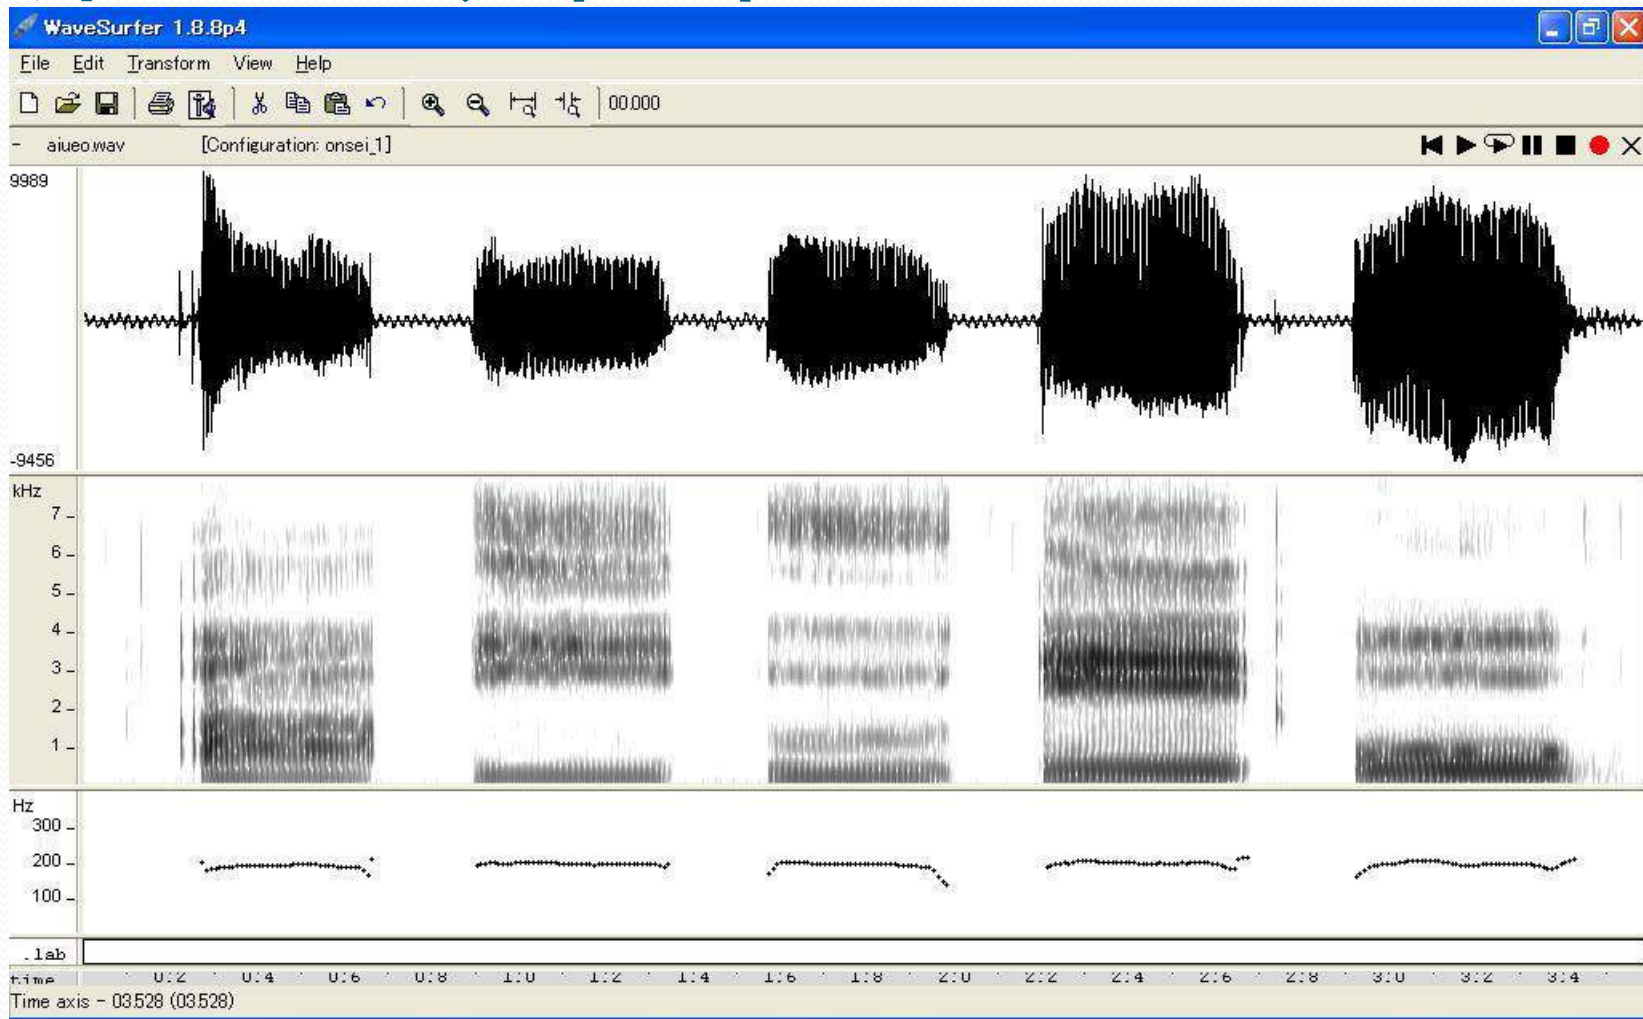 WaveSurfer 1.8.8p4
File Edit Transform View Help
00.000
- aiueo.wav [Configuration: onsei_1]
9989
-9456
kHz
7
6
5
4
3
2
1
Hz
300
200
100
.lab
time 0:2 0:4 0:6 0:8 1:0 1:2 1:4 1:6 1:8 2:0 2:2 2:4 2:6 2:8 3:0 3:2 3:4
Time axis - 03.528 (03.528)